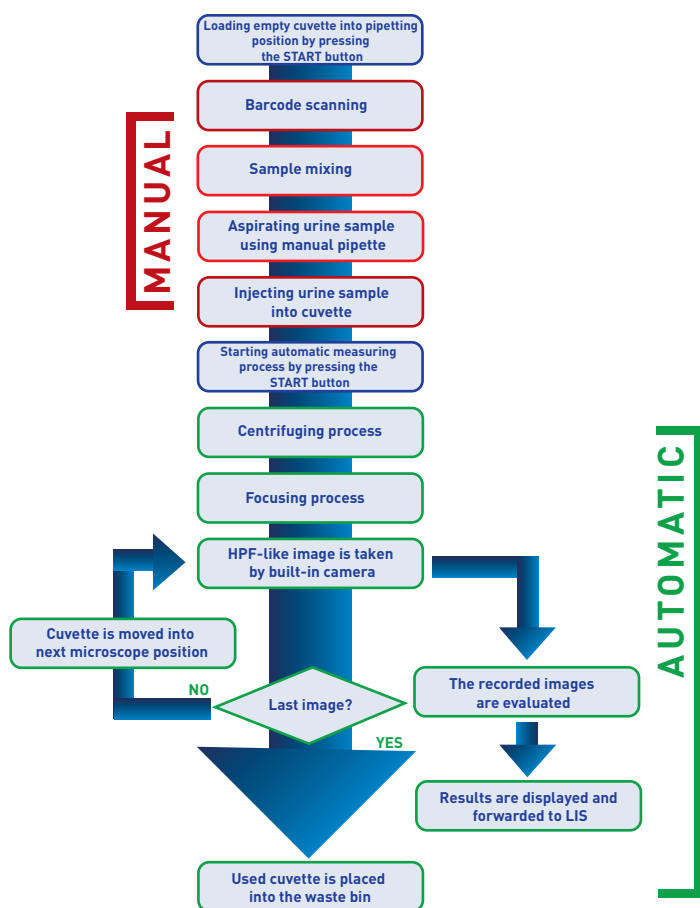 Loading empty cuvette into pipetting
position by pressing
the START button
Barcode scanning
MANUAL
Sample mixing
Aspirating urine sample
using manual pipette
Injecting urine sample
into cuvette
Starting automatic measuring
process by pressing the
START button
Centrifuging process
AUTOMATIC
Focusing process
HPF-like image is taken
by built-in camera
Cuvette is moved into
next microscope position
NO
Last image?
YES
The recorded images
are evaluated
Results are displayed and
forwarded to LIS
Used cuvette is placed
into the waste bin